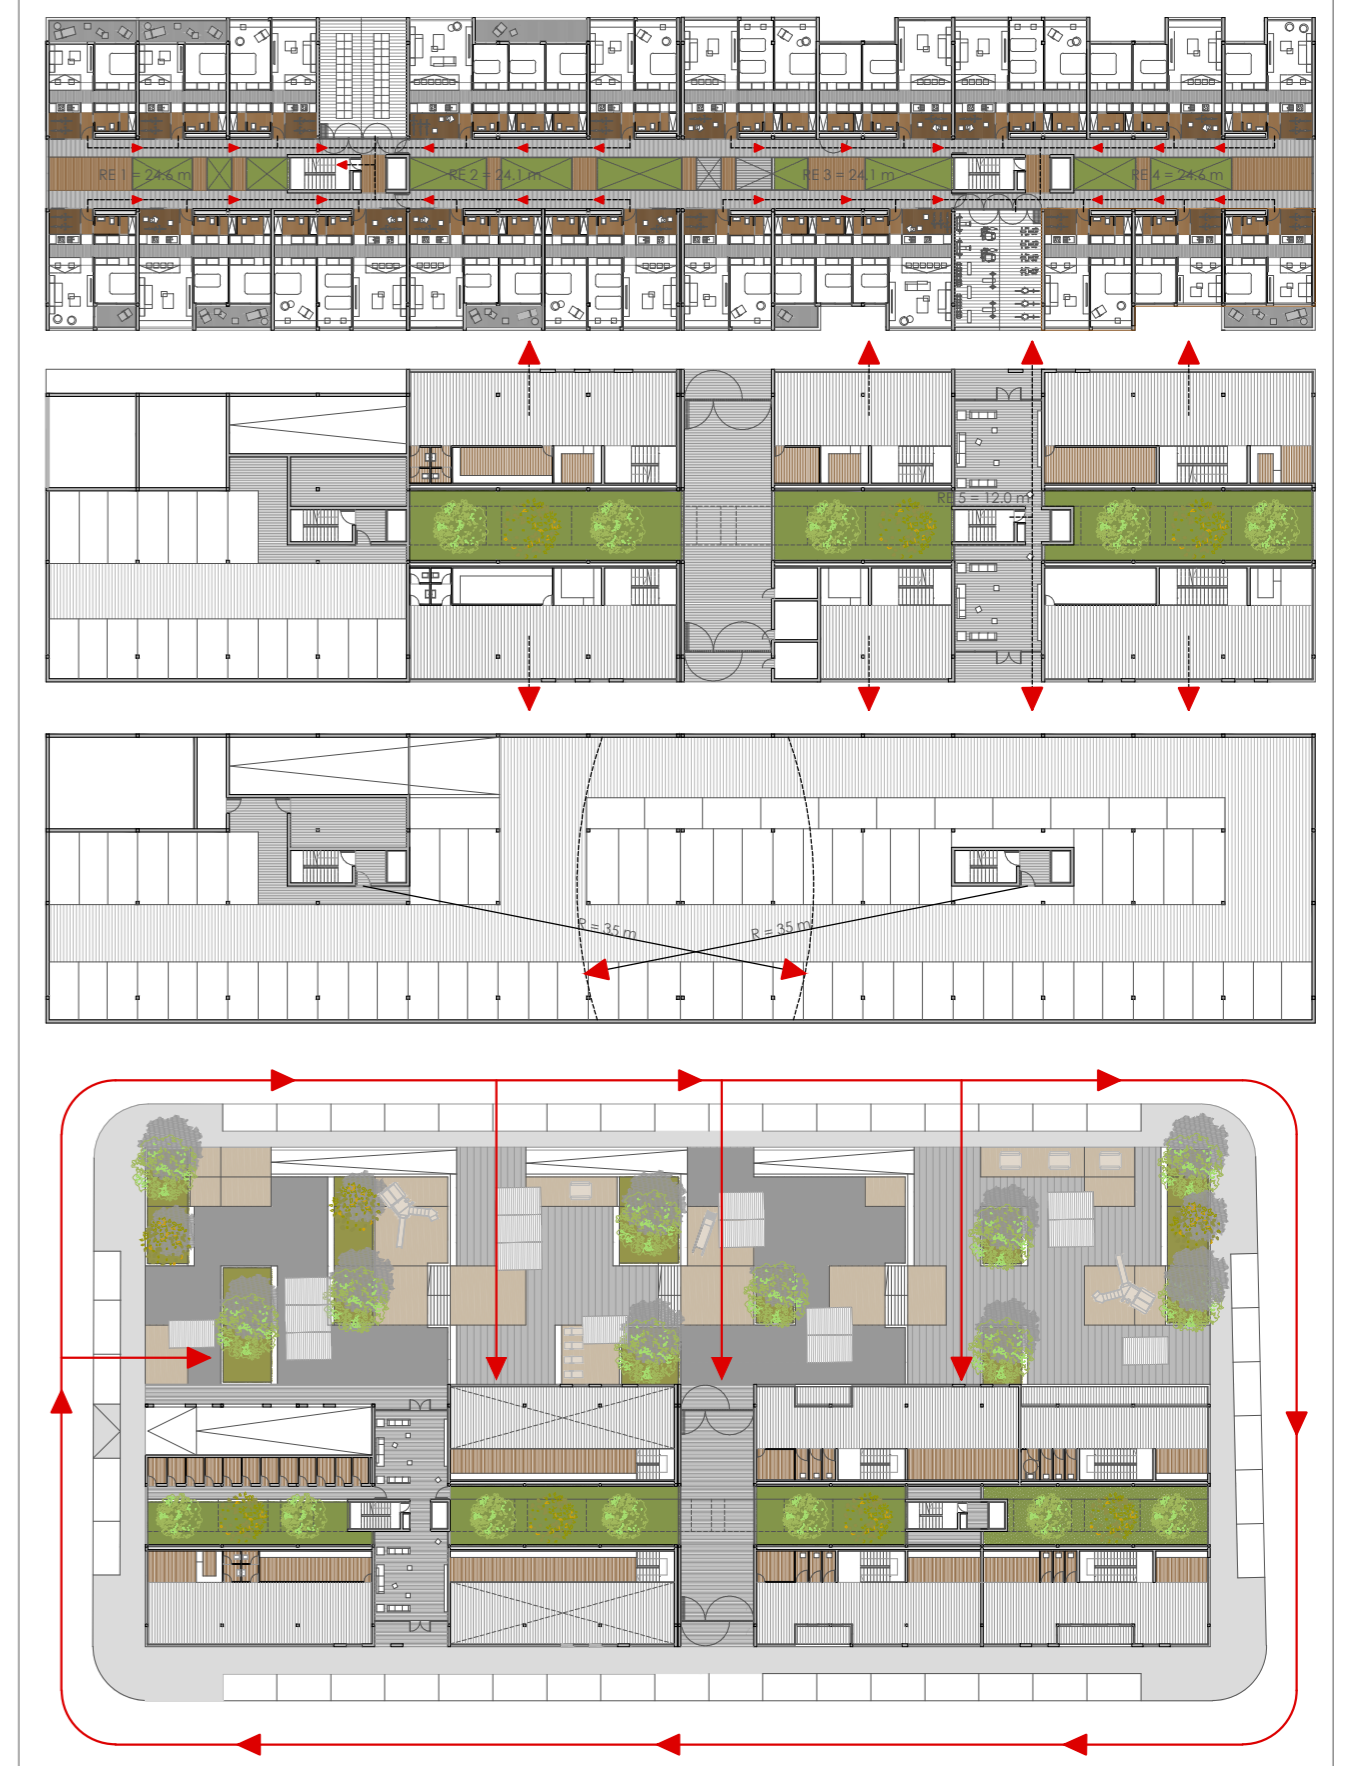 RE 1 = 24.6 m
RE 2 = 24.1 m
RE 3 = 24.1 m
RE 4 = 24.6 m
RE 5 = 12.0 m
R = 35 m
R = 35 m